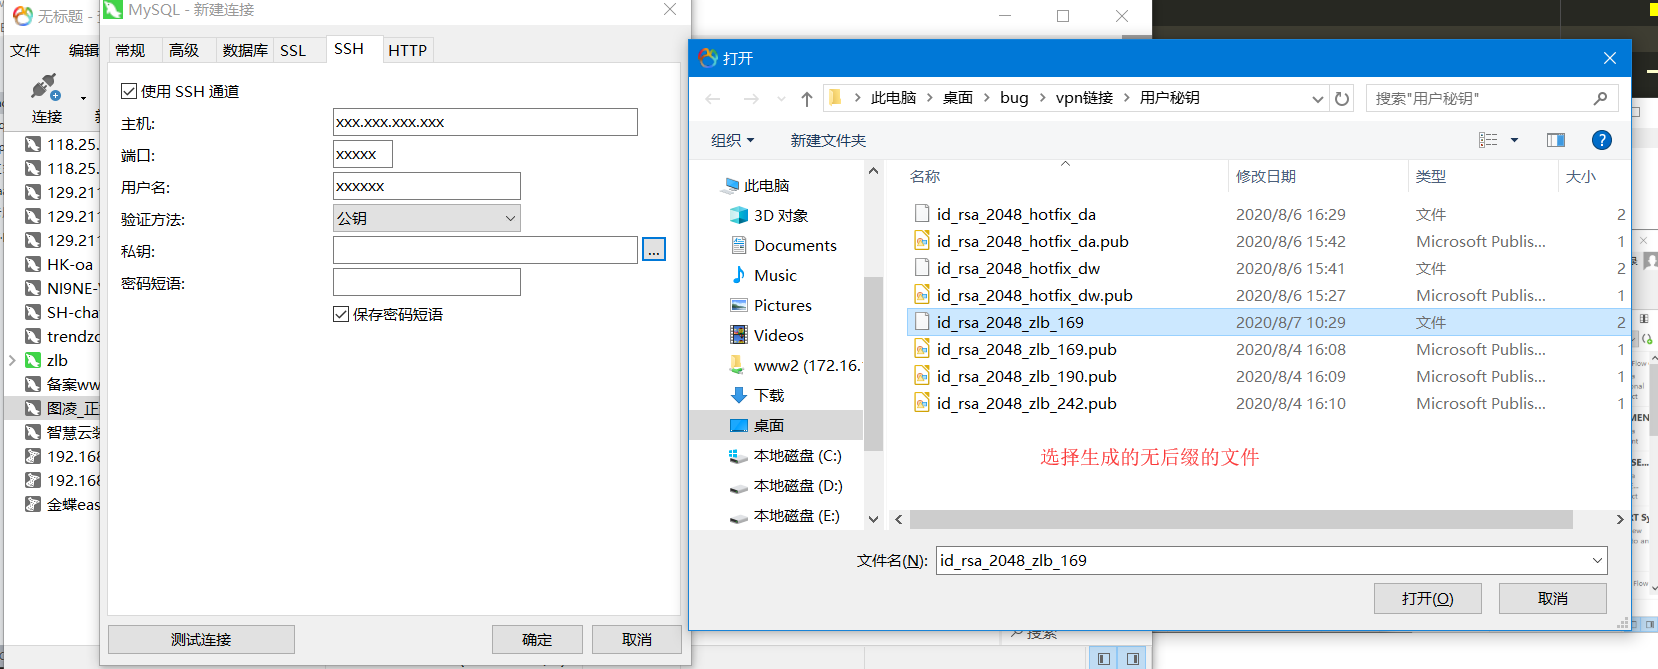 无标题 -
文件 编辑
连接
118.25.
118.25.
129.211
129.211
129.211
HK-oa
NI9NE-
SH-cha
trendzo
zlb
备案ww
图凌_正
智慧云装
192.168
192.168
金蝶eas
MySQL - 新建连接
常规 高级 数据库 SSL SSH HTTP
使用 SSH 通道
主机: xxx.xxx.xxx.xxx
端口: xxxxx
用户名: xxxxxx
验证方法: 公钥
私钥: ...
密码短语:
保存密码短语
测试连接 确定 取消
打开
此电脑 桌面 bug vpn链接 用户秘钥
搜索"用户秘钥"
组织 新建文件夹
此电脑
3D 对象
Documents
Music
Pictures
Videos
www2 (172.16.
下载
桌面
本地磁盘 (C:)
本地磁盘 (D:)
本地磁盘 (E:)
名称 修改日期 类型 大小
id_rsa_2048_hotfix_da 2020/8/6 16:29 文件 2
id_rsa_2048_hotfix_da.pub 2020/8/6 15:42 Microsoft Publis... 1
id_rsa_2048_hotfix_dw 2020/8/6 15:41 文件 2
id_rsa_2048_hotfix_dw.pub 2020/8/6 15:27 Microsoft Publis... 1
id_rsa_2048_zlb_169 2020/8/7 10:29 文件 2
id_rsa_2048_zlb_169.pub 2020/8/4 16:08 Microsoft Publis... 1
id_rsa_2048_zlb_190.pub 2020/8/4 16:09 Microsoft Publis... 1
id_rsa_2048_zlb_242.pub 2020/8/4 16:10 Microsoft Publis... 1
选择生成的无后缀的文件
文件名(N): id_rsa_2048_zlb_169
打开(O) 取消
搜索